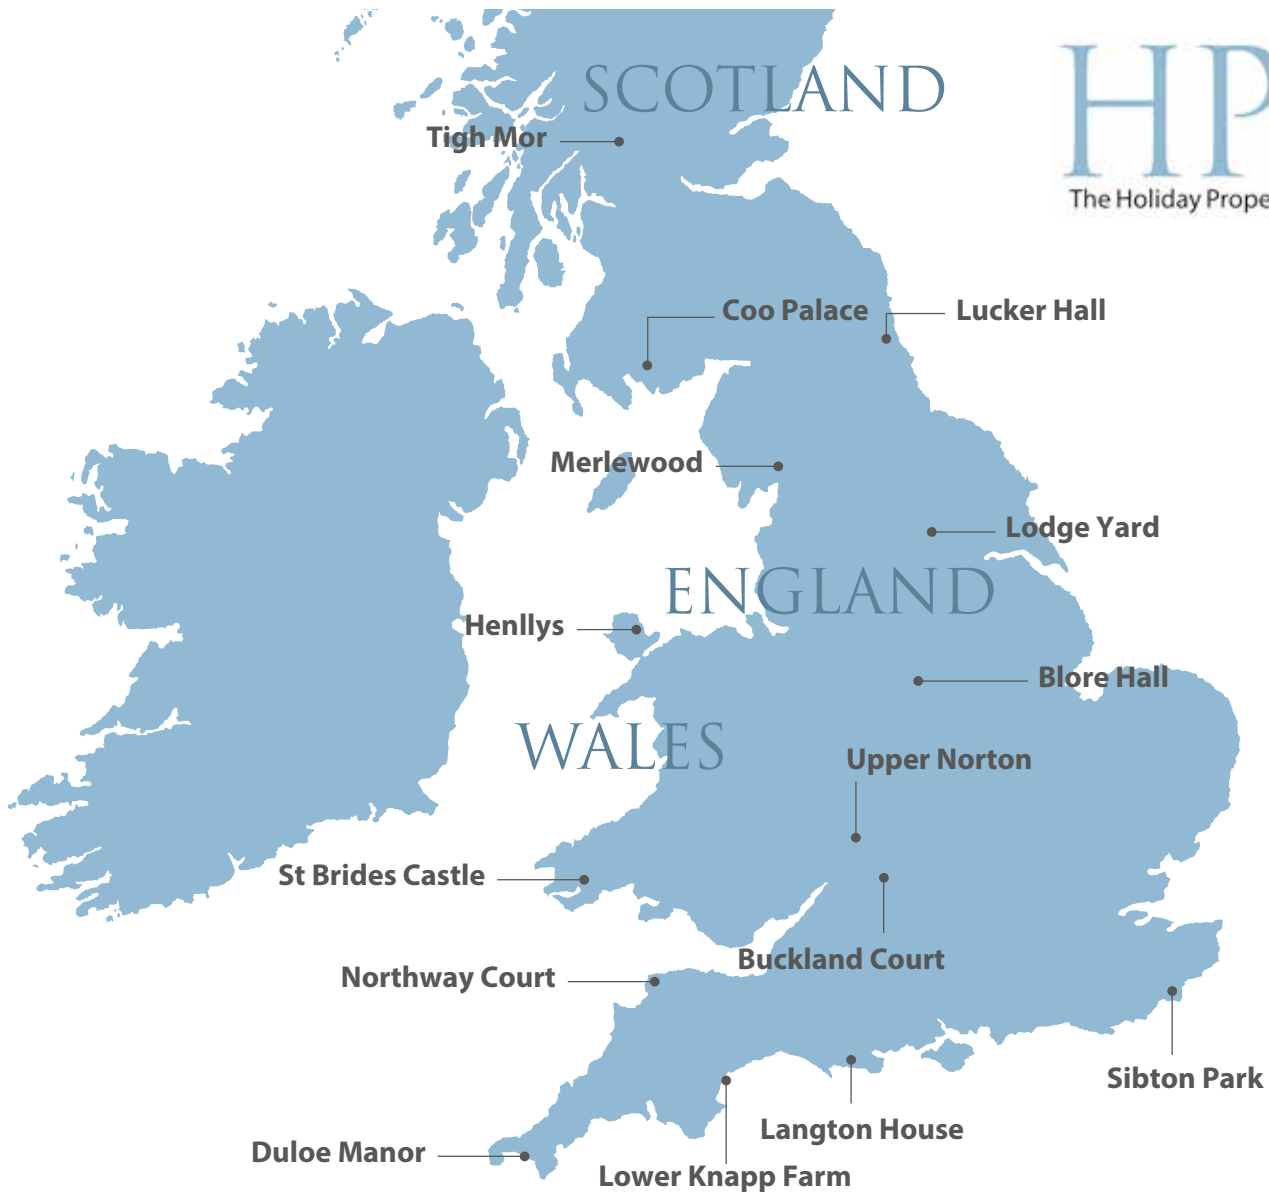 SCOTLAND
HP
The Holiday Prope
Tigh Mor
Coo Palace
Lucker Hall
Merlewood
Lodge Yard
ENGLAND
Henllys
Blore Hall
WALES
Upper Norton
St Brides Castle
Buckland Court
Northway Court
Sibton Park
Langton House
Duloe Manor
Lower Knapp Farm